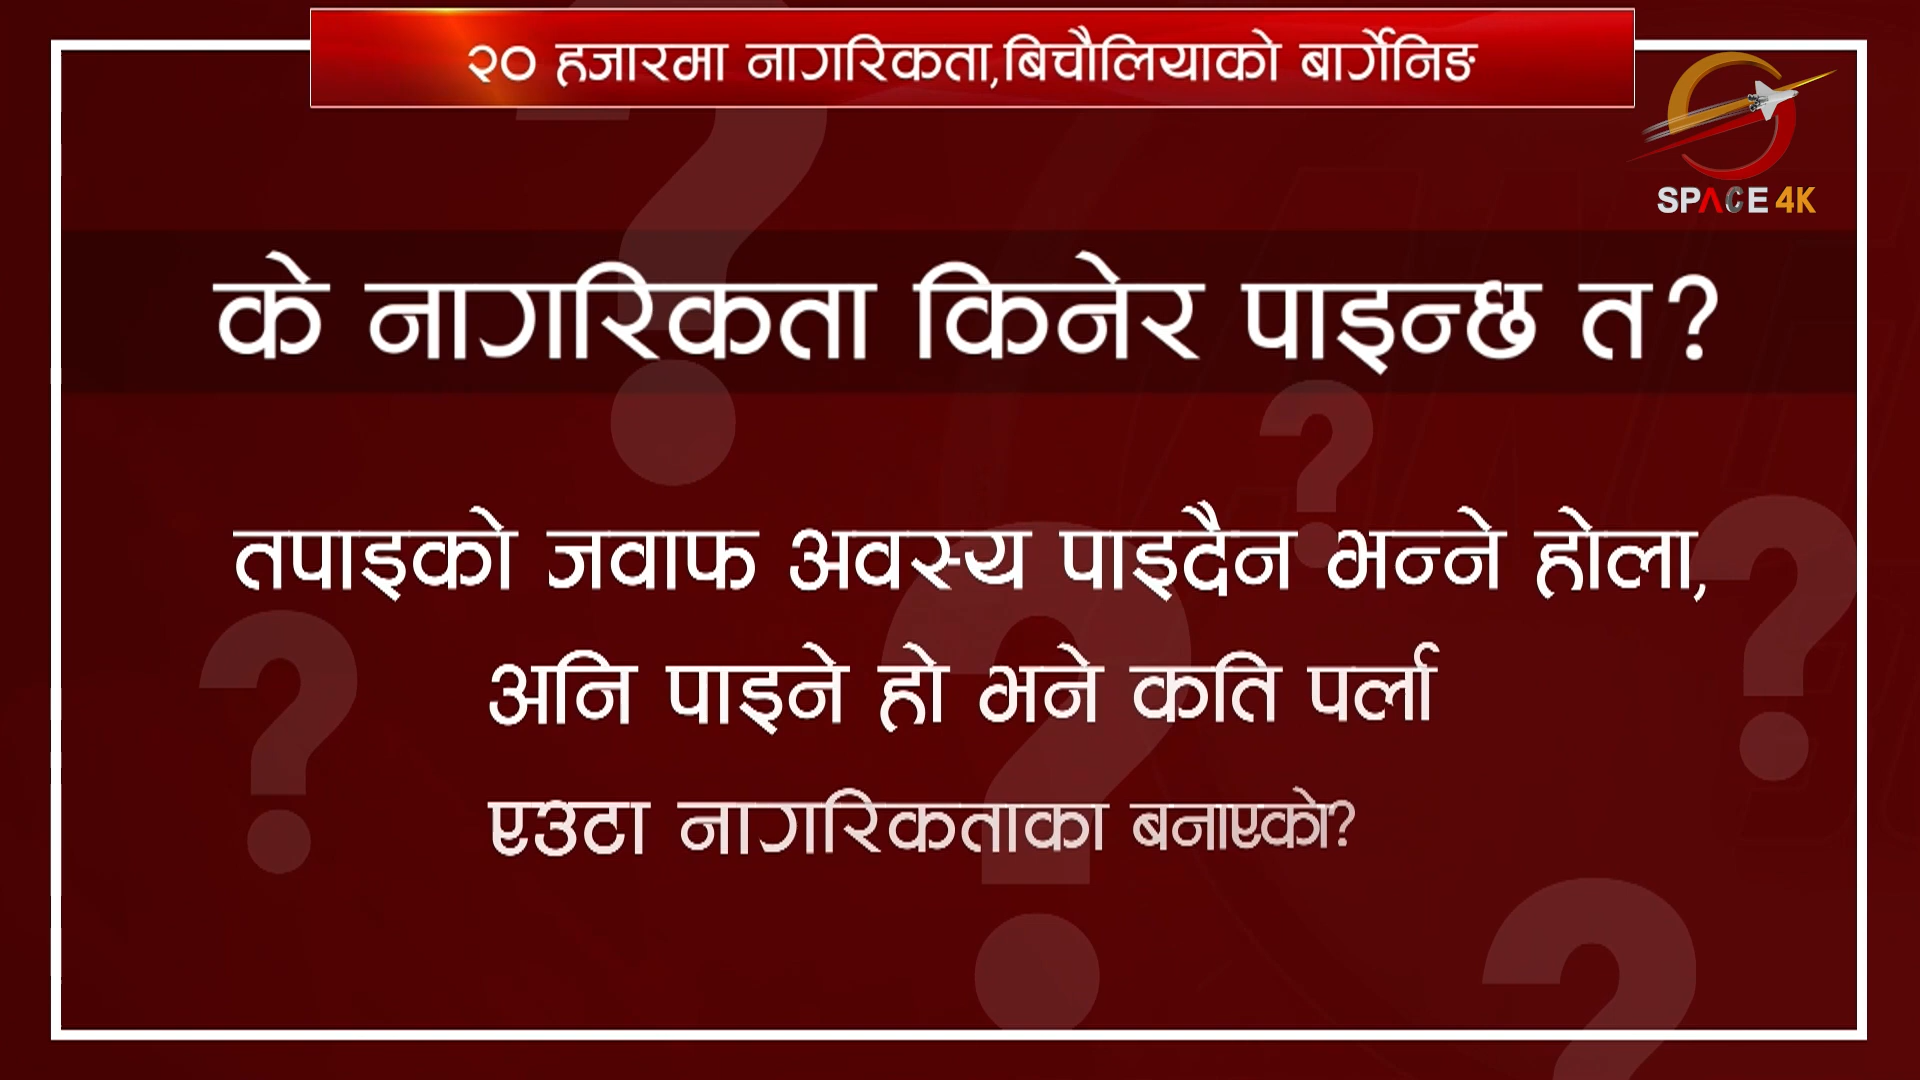 २० हजारमा नागरिकता,बिचौलियाको बार्गेनिङ
SPACE 4K
के नागरिकता किनेर पाइन्छ त?
तपाइको जवाफ अवस्य पाइदैन भन्ने होला,
अनि पाइने हो भने कति पर्ला
एउटा नागरिकताका बनाएको?